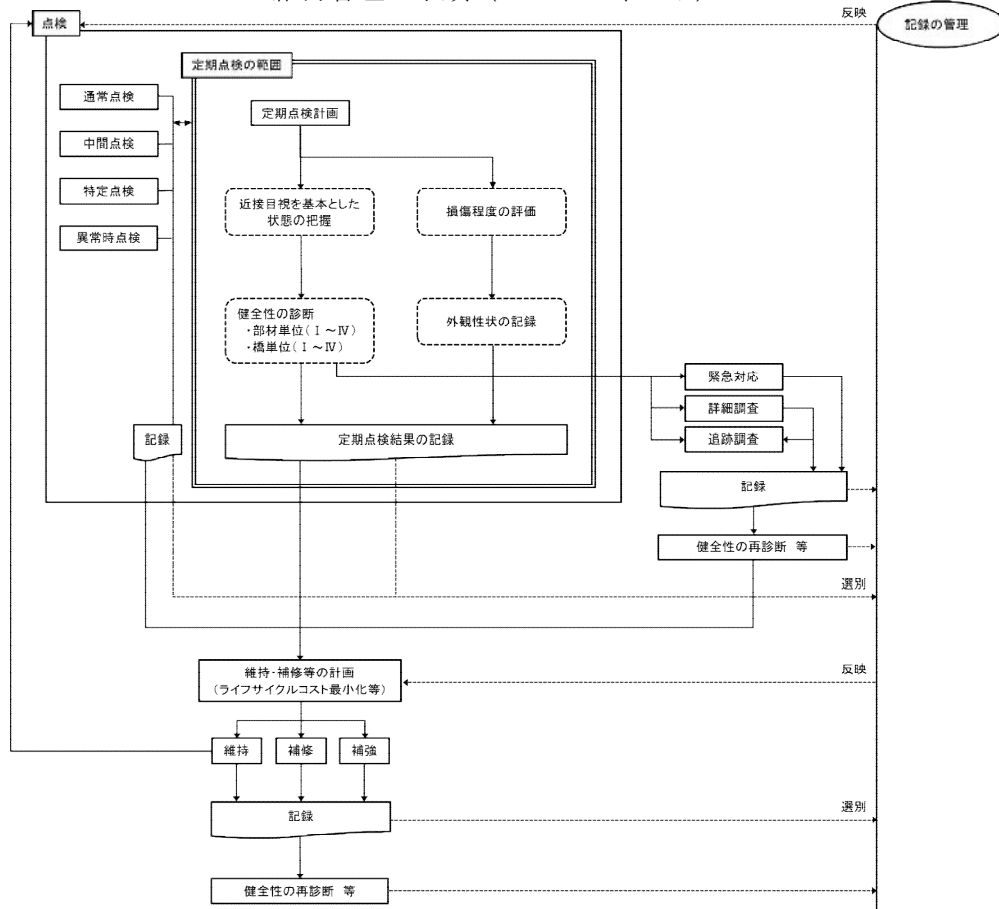 点検
反映
記録の管理
定期点検の範囲
通常点検
中間点検
特定点検
異常時点検
定期点検計画
近接目視を基本とした
状態の把握
損傷程度の評価
健全性の診断
・部材単位(Ⅰ～Ⅳ)
・橋単位(Ⅰ～Ⅳ)
外観性状の記録
緊急対応
詳細調査
追跡調査
記録
定期点検結果の記録
記録
健全性の再診断 等
選別
維持・補修等の計画
(ライフサイクルコスト最小化等)
反映
維持
補修
補強
記録
選別
健全性の再診断 等